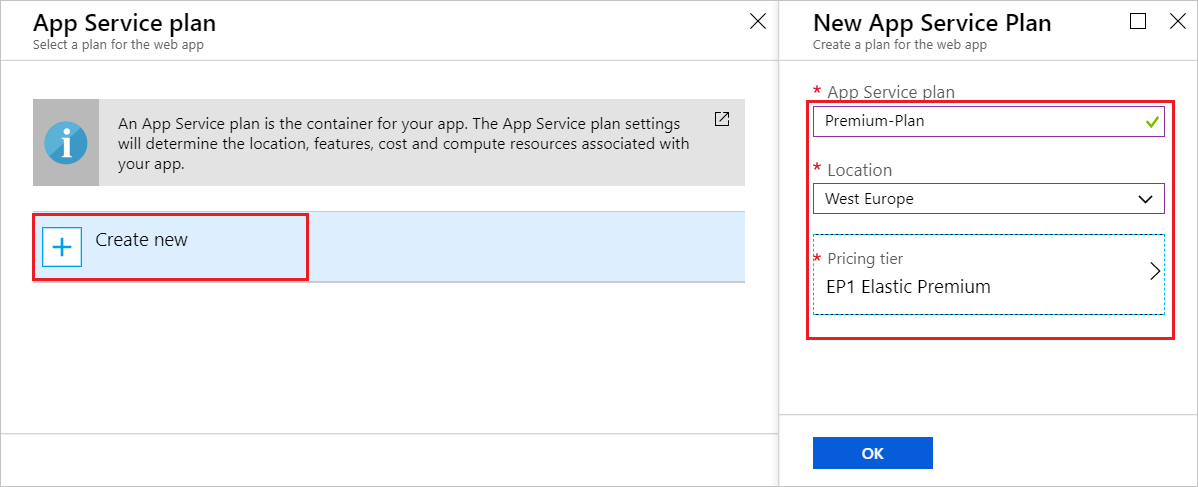 App Service plan
Select a plan for the web app
An App Service plan is the container for your app. The App Service plan settings
will determine the location, features, cost and compute resources associated with
your app.
Create new
New App Service Plan
Create a plan for the web app
* App Service plan
Premium-Plan
* Location
West Europe
* Pricing tier
EP1 Elastic Premium
OK